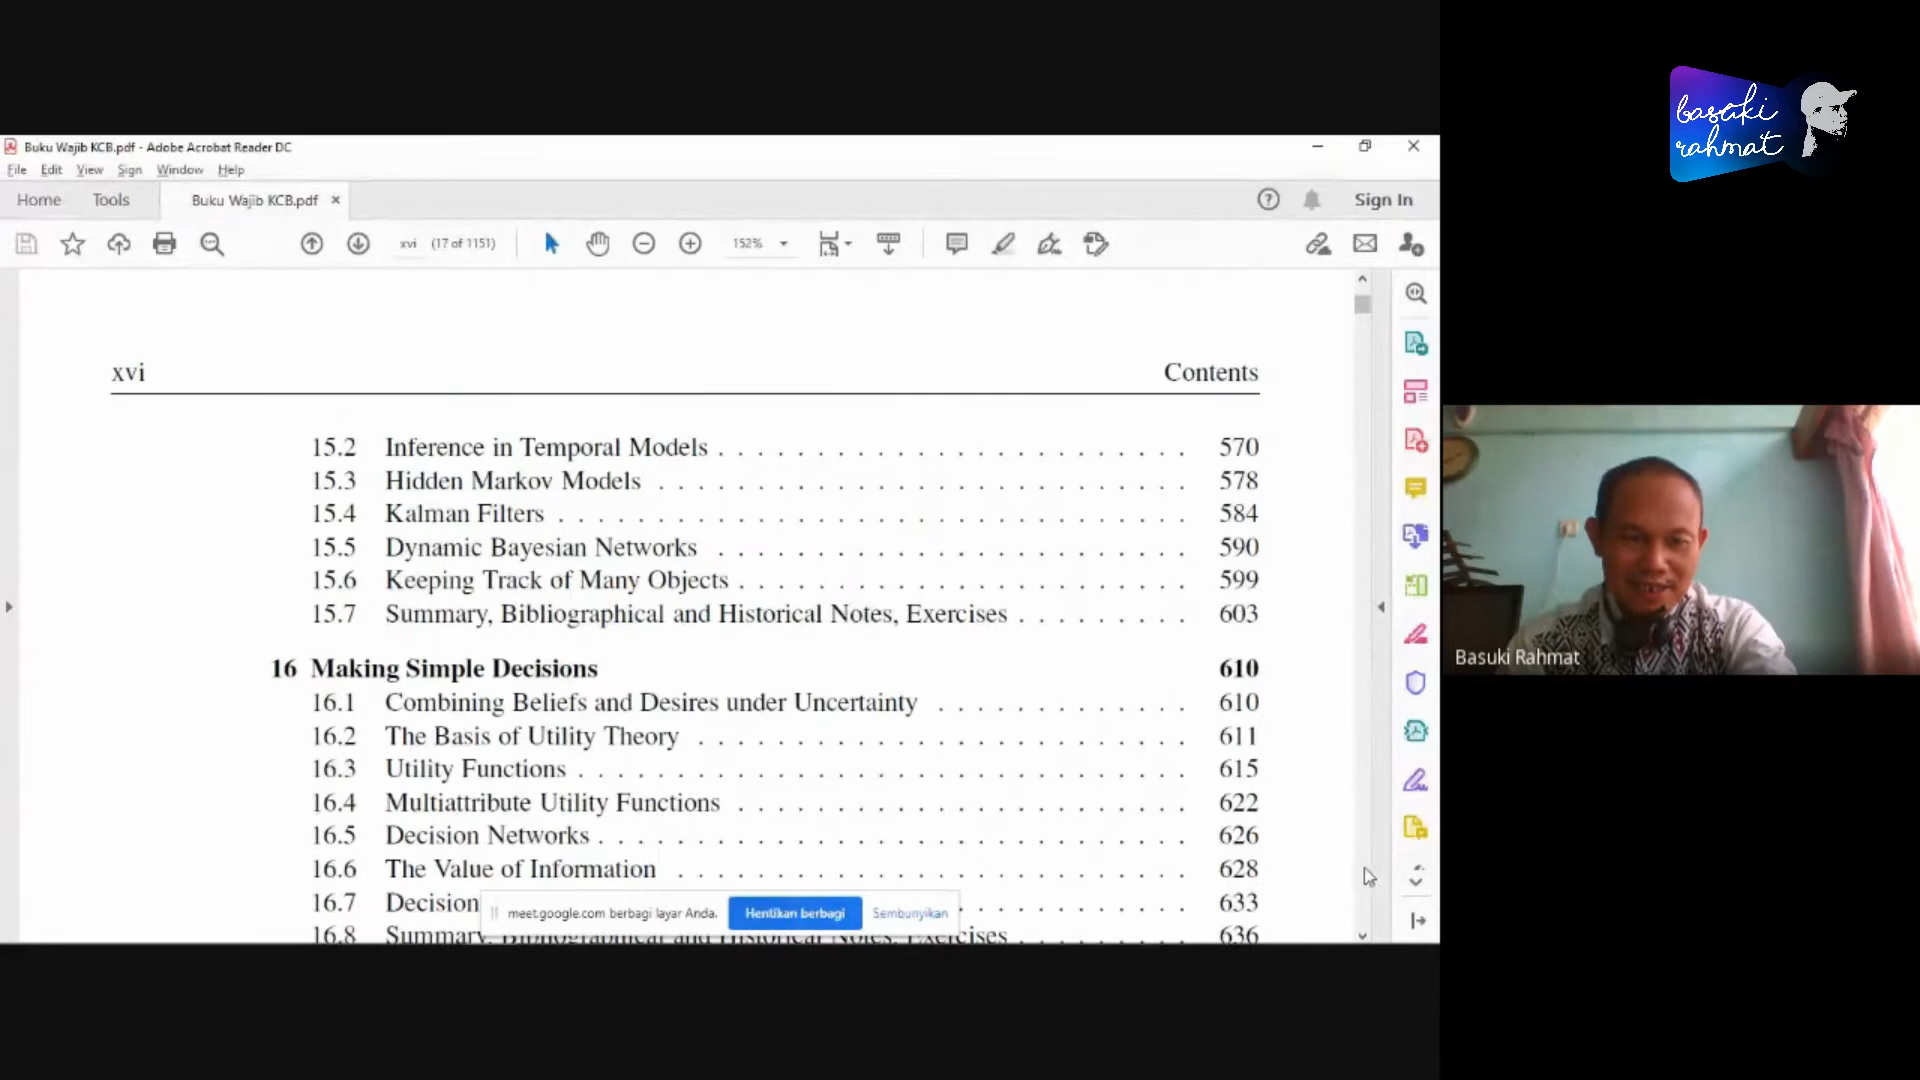 basuki
rahmat
Buku Wajib KCB.pdf - Adobe Acrobat Reader DC
File Edit View Sign Window Help
Home Tools Buku Wajib KCB.pdf × Sign In
xvi (17 of 1151) 152%
xvi Contents
15.2 Inference in Temporal Models . . . . . . . . . . . . . . . . . . . . . . . . 570
15.3 Hidden Markov Models . . . . . . . . . . . . . . . . . . . . . . . . . . . 578
15.4 Kalman Filters . . . . . . . . . . . . . . . . . . . . . . . . . . . . . . . . 584
15.5 Dynamic Bayesian Networks . . . . . . . . . . . . . . . . . . . . . . . . 590
15.6 Keeping Track of Many Objects . . . . . . . . . . . . . . . . . . . . . . . 599
15.7 Summary, Bibliographical and Historical Notes, Exercises . . . . . . . . . 603
16 Making Simple Decisions 610
16.1 Combining Beliefs and Desires under Uncertainty . . . . . . . . . . . . . 610
16.2 The Basis of Utility Theory . . . . . . . . . . . . . . . . . . . . . . . . . 611
16.3 Utility Functions . . . . . . . . . . . . . . . . . . . . . . . . . . . . . . . 615
16.4 Multiattribute Utility Functions . . . . . . . . . . . . . . . . . . . . . . . 622
16.5 Decision Networks . . . . . . . . . . . . . . . . . . . . . . . . . . . . . . 626
16.6 The Value of Information . . . . . . . . . . . . . . . . . . . . . . . . . . 628
16.7 Decision . . . . . . . . . . . . 633
16.8 Summary, Bibliographical and Historical Notes, Exercises . . . . . . . . . 636
meet.google.com berbagi layar Anda. Hentikan berbagi Sembunyikan
Basuki Rahmat